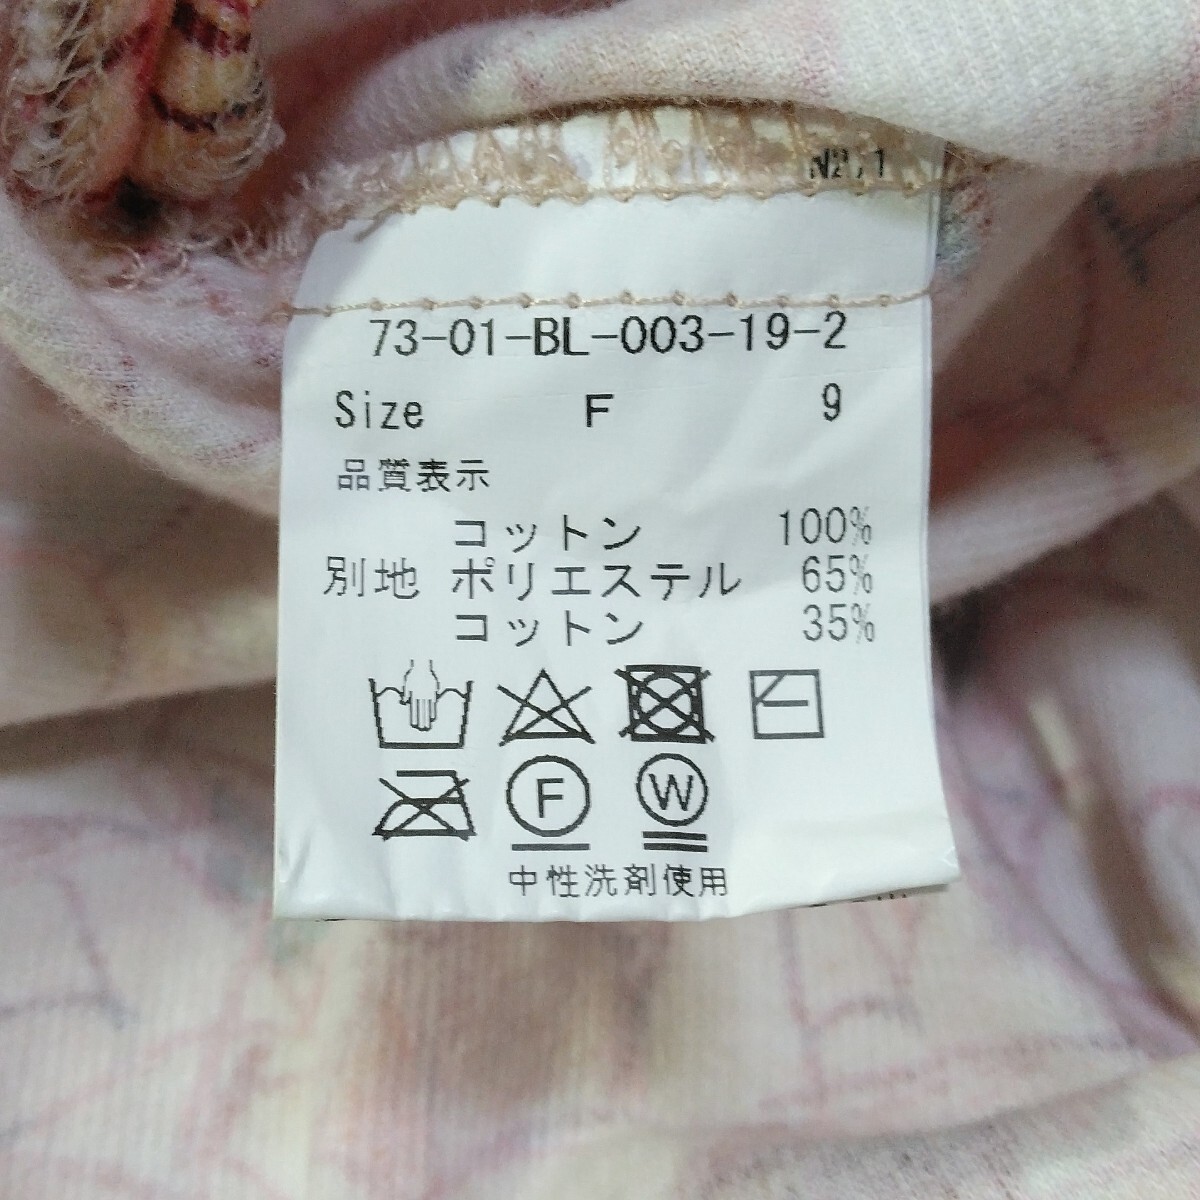 N2,1
73-01-BL-003-19-2
Size F 9
品質表示
コットン 100%
別地 ポリエステル 65%
コットン 35%
F W
中性洗剤使用